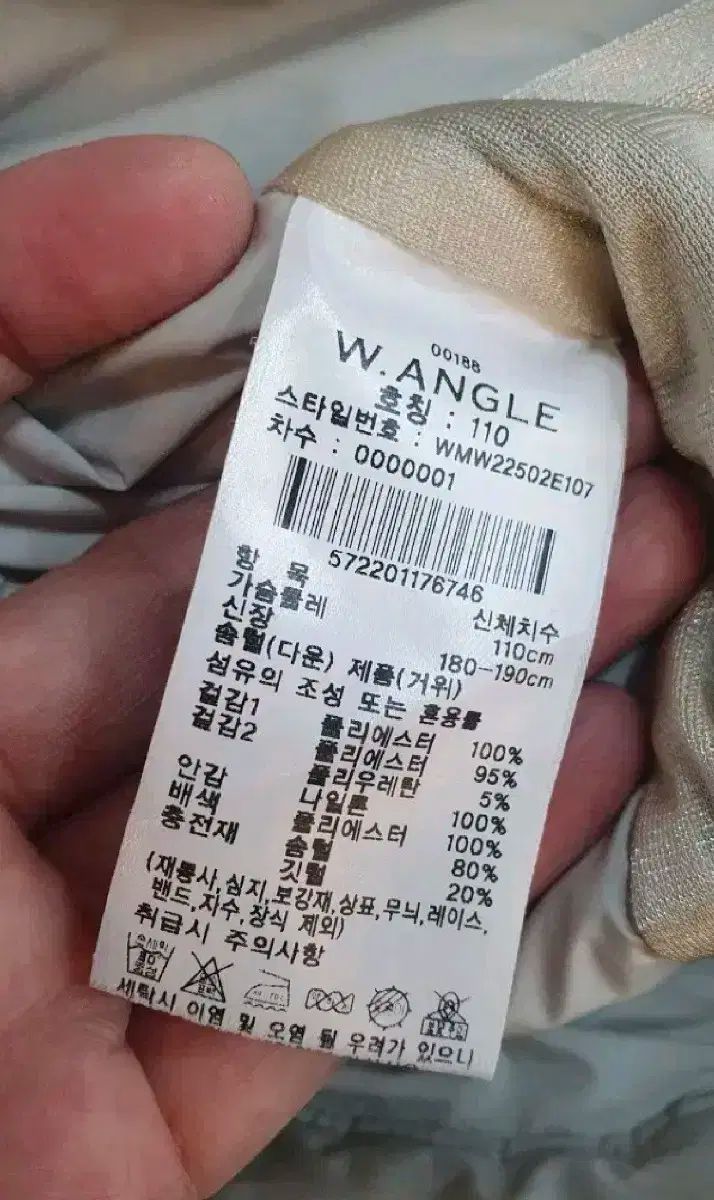 00188
W.ANGLE
호칭 : 110
스타일번호 : WMW22502E107
차수 : 0000001
572201176746
항 목 신체치수
가슴둘레 110cm
신장 180-190cm
솜털(다운) 제품(거위)
섬유의 조성 또는 혼용률
겉감1 폴리에스터 100%
겉감2 폴리에스터 95%
폴리우레탄 5%
안감 나일론 100%
배색 폴리에스터 100%
충전재 솜털 80%
깃털 20%
(재봉사,심지,보강재,상표,무늬,레이스,
밴드,자수,장식 제외)
취급시 주의사항
세탁시 이염 및 오염 될 우려가 있으니